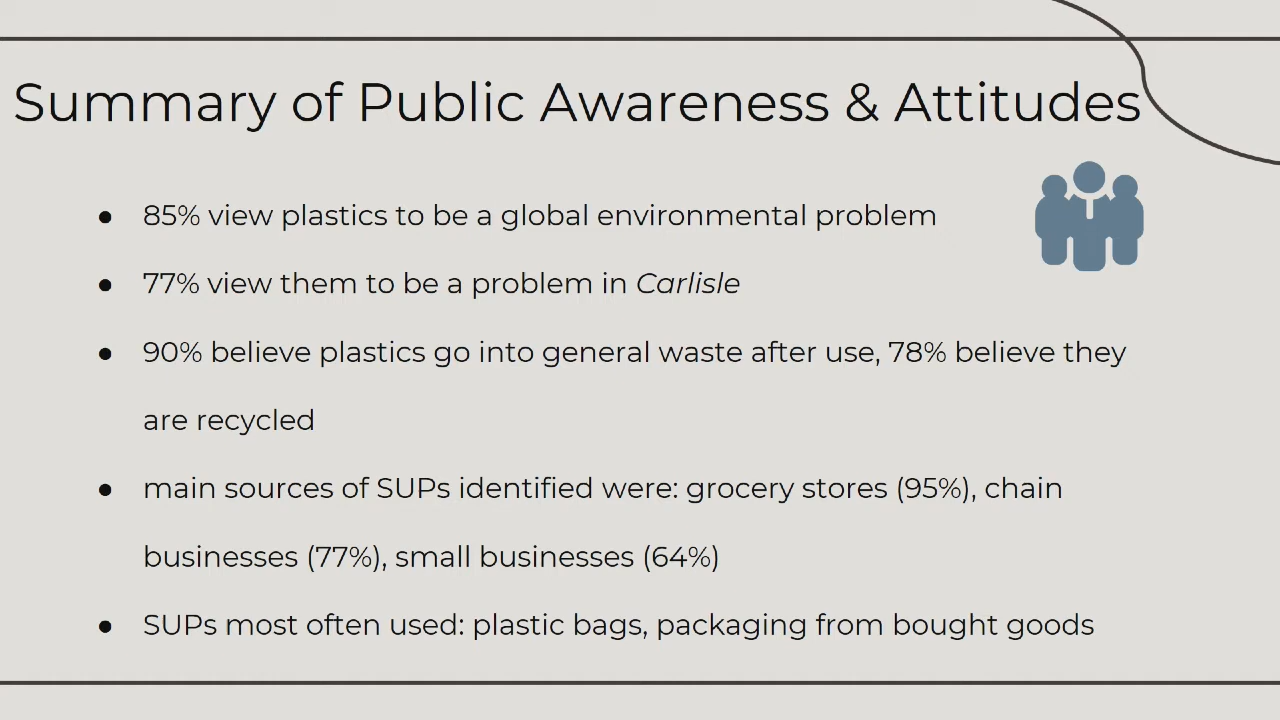 Summary of Public Awareness & Attitudes
● 85% view plastics to be a global environmental problem
● 77% view them to be a problem in Carlisle
● 90% believe plastics go into general waste after use, 78% believe they
are recycled
● main sources of SUPs identified were: grocery stores (95%), chain
businesses (77%), small businesses (64%)
● SUPs most often used: plastic bags, packaging from bought goods